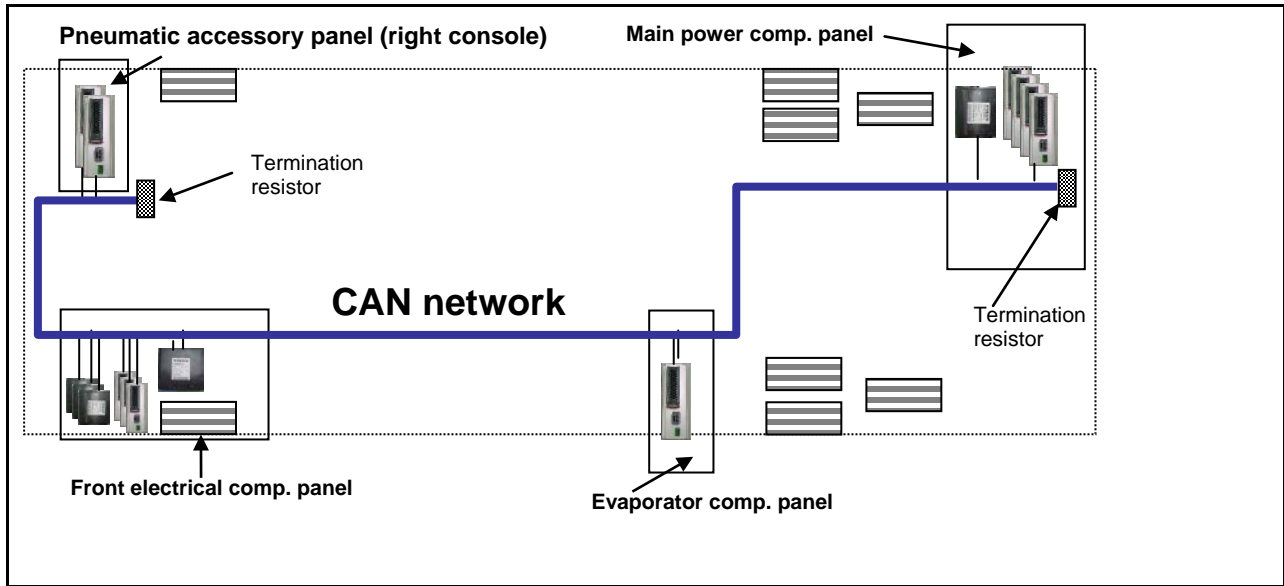 Pneumatic accessory panel (right console)
Main power comp. panel
Termination
resistor
CAN network
Termination
resistor
Front electrical comp. panel
Evaporator comp. panel